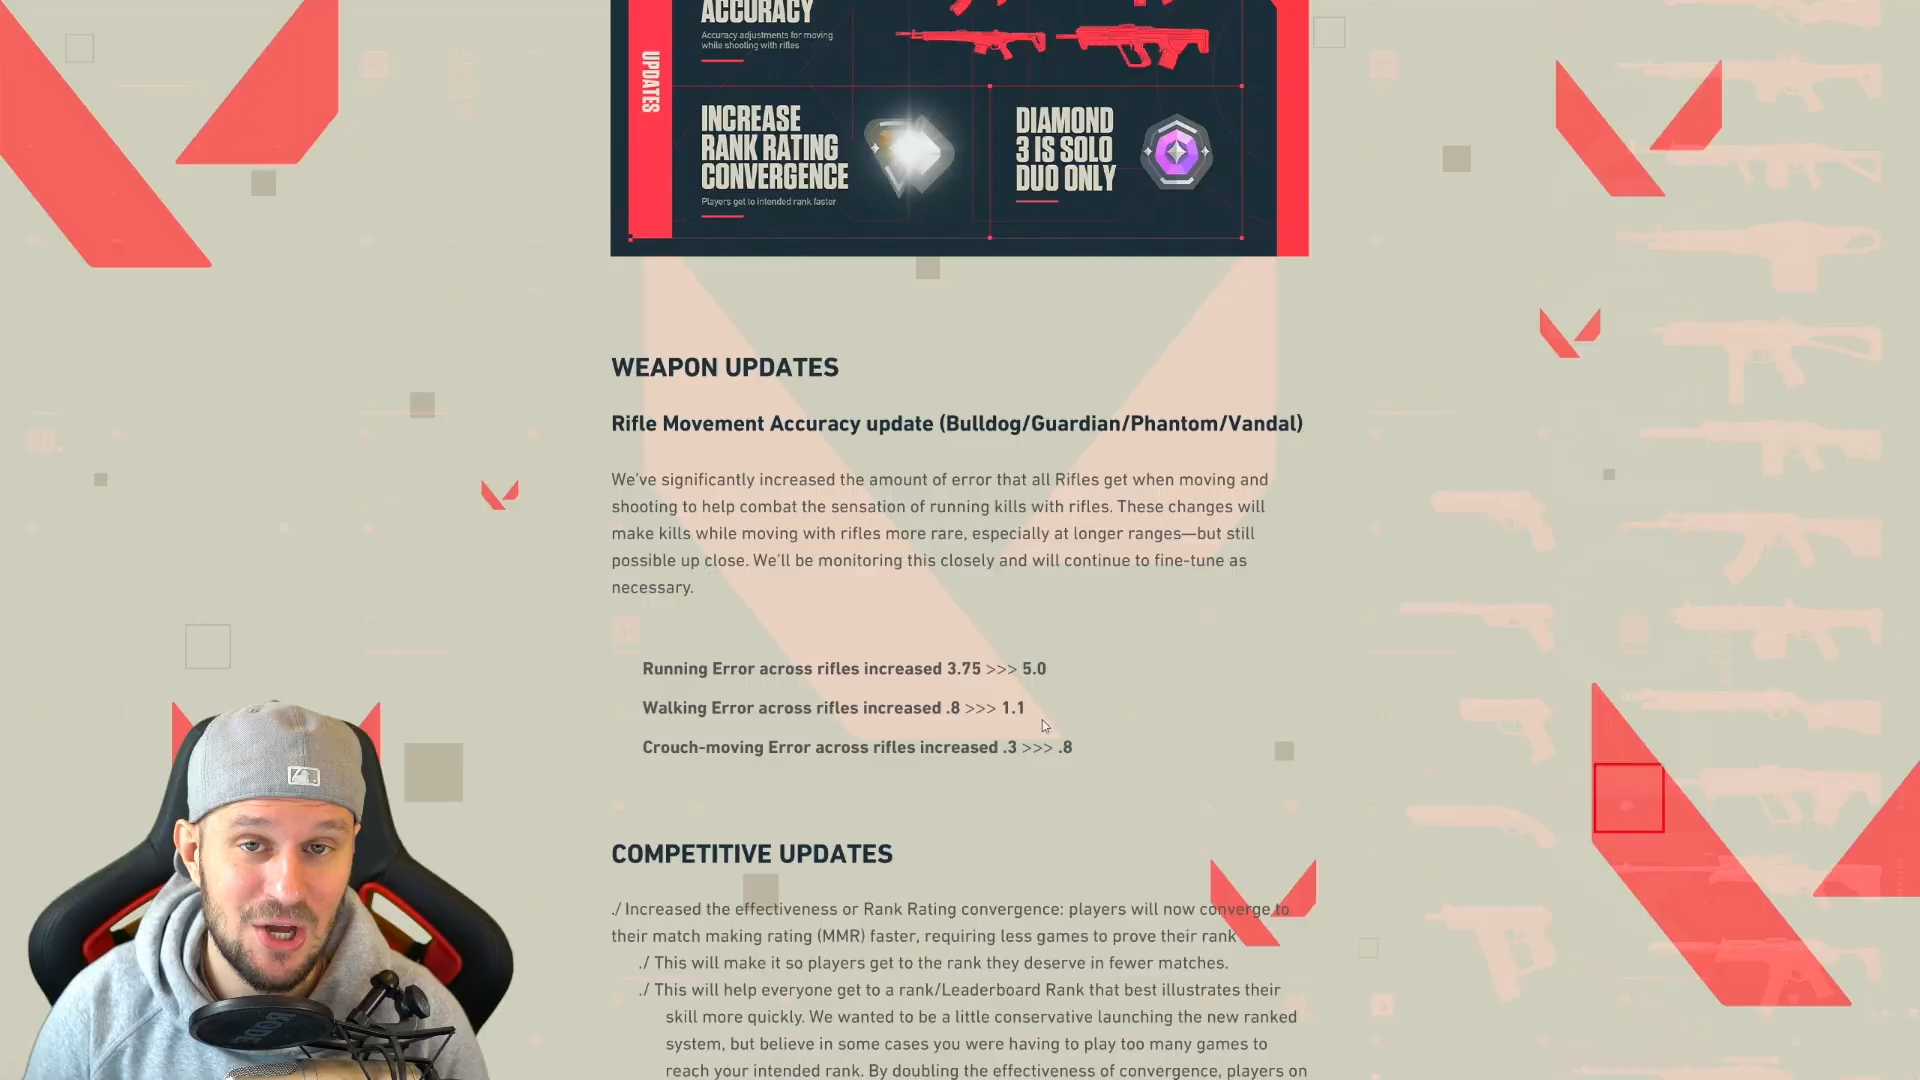 ACCURACY
Accuracy adjustments for moving
while shooting with rifles
UPDATES
INCREASE
RANK RATING
CONVERGENCE
Players get to intended rank faster
DIAMOND
3 IS SOLO
DUO ONLY
WEAPON UPDATES
Rifle Movement Accuracy update (Bulldog/Guardian/Phantom/Vandal)
We've significantly increased the amount of error that all Rifles get when moving and
shooting to help combat the sensation of running kills with rifles. These changes will
make kills while moving with rifles more rare, especially at longer ranges—but still
possible up close. We'll be monitoring this closely and will continue to fine-tune as
necessary.
Running Error across rifles increased 3.75 >>> 5.0
Walking Error across rifles increased .8 >>> 1.1
Crouch-moving Error across rifles increased .3 >>> .8
COMPETITIVE UPDATES
./ Increased the effectiveness or Rank Rating convergence: players will now converge to
their match making rating (MMR) faster, requiring less games to prove their rank
./ This will make it so players get to the rank they deserve in fewer matches.
./ This will help everyone get to a rank/Leaderboard Rank that best illustrates their
skill more quickly. We wanted to be a little conservative launching the new ranked
system, but believe in some cases you were having to play too many games to
reach your intended rank. By doubling the effectiveness of convergence, players on
RODE